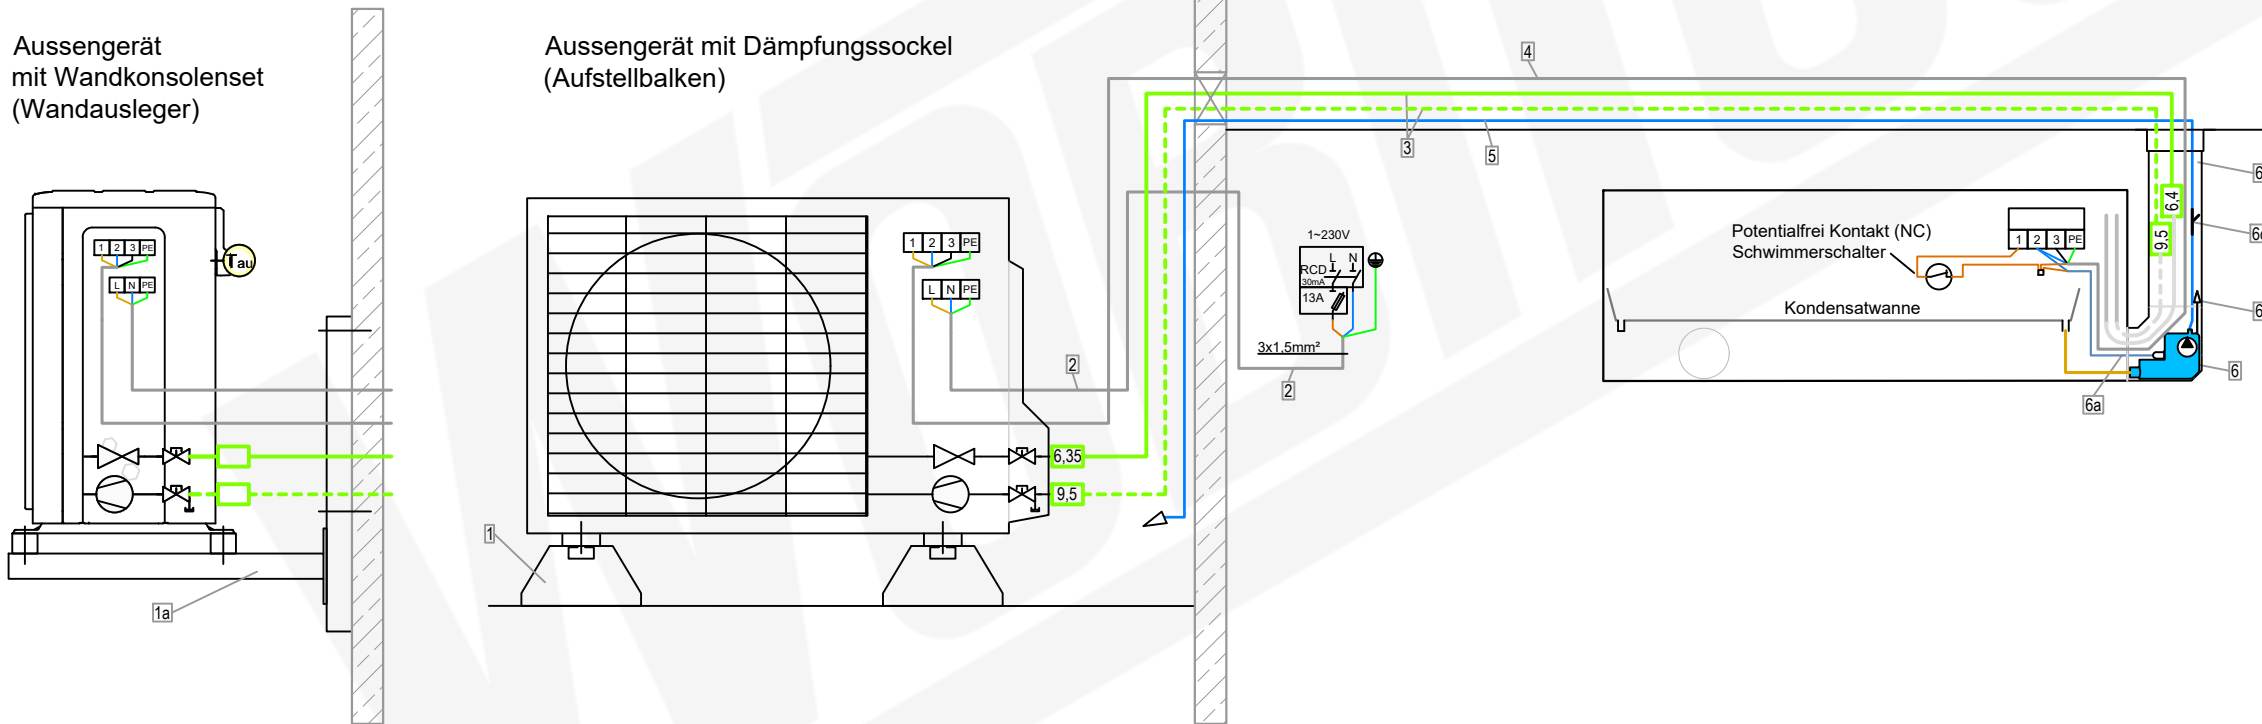 Aussengerät
mit Wandkonsolenset
(Wandausleger)
1 2 3 PE
L N PE
Tau
1a
Aussengerät mit Dämpfungssockel
(Aufstellbalken)
1 2 3 PE
L N PE
6,35
9,5
1
2
1~230V
L N
RCD
30mA
13A
3x1,5mm²
2
3
4
5
Potentialfrei Kontakt (NC)
Schwimmerschalter
1 2 3 PE
Kondensatwanne
6,4
9,5
6
6a